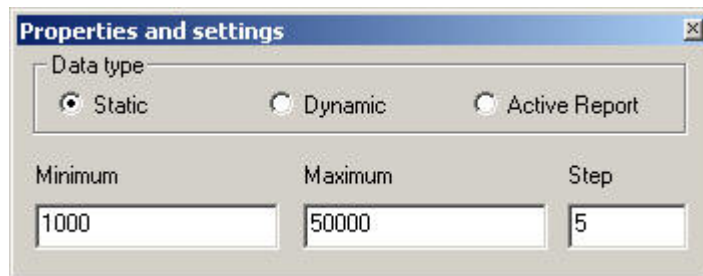 Properties and settings
Data type
Static Dynamic Active Report
Minimum Maximum Step
1000 50000 5